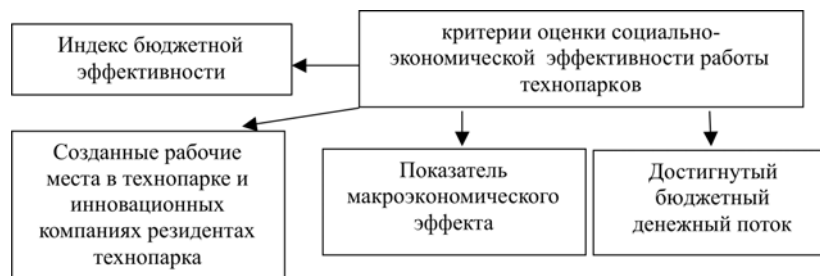 критерии оценки социально-
экономической эффективности работы
технопарков
Индекс бюджетной
эффективности
Созданные рабочие
места в технопарке и
инновационных
компаниях резидентах
технопарка
Показатель
макроэкономического
эффекта
Достигнутый
бюджетный
денежный поток